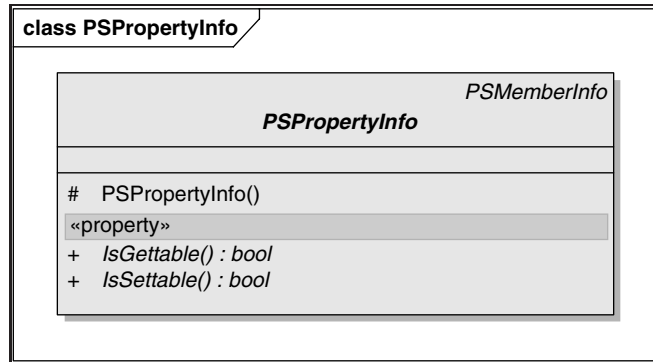 class PSPropertyInfo
PSMemberInfo
PSPropertyInfo
# PSPropertyInfo()
«property»
+ IsGettable() : bool
+ IsSettable() : bool